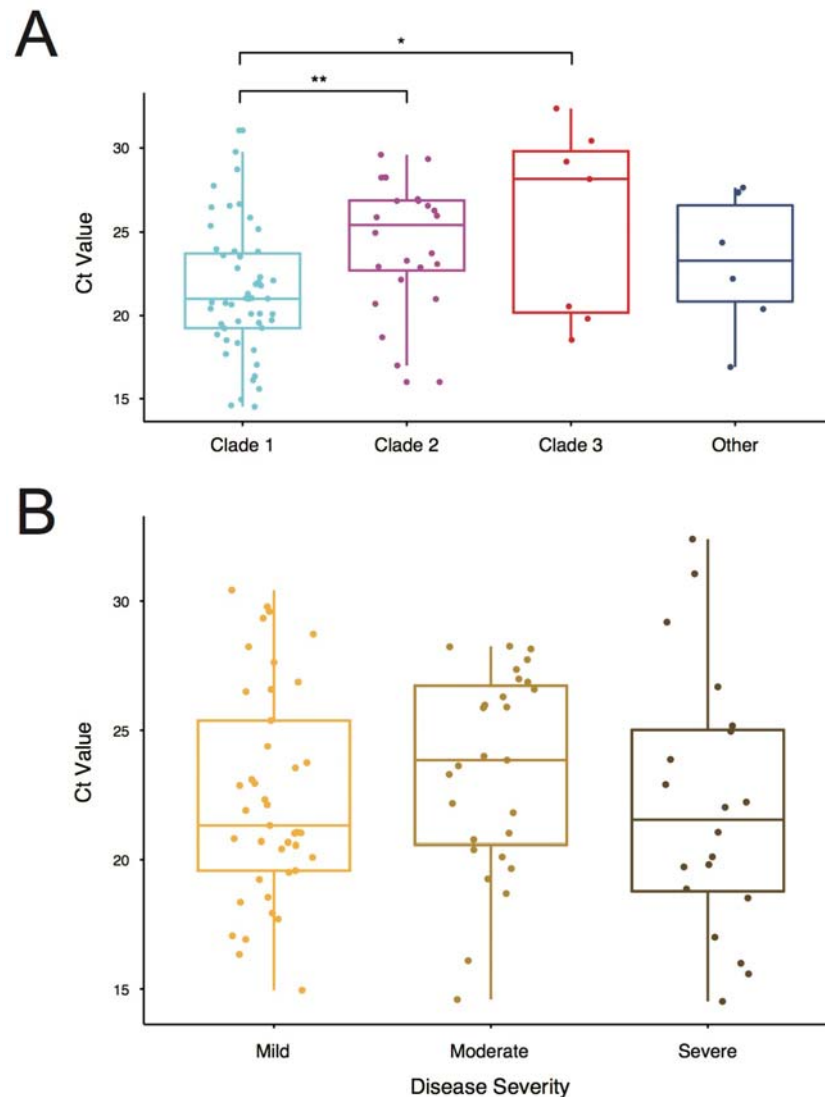 A
*
**
Ct Value
30
25
20
15
Clade 1 Clade 2 Clade 3 Other
B
Ct Value
30
25
20
15
Mild Moderate Severe
Disease Severity